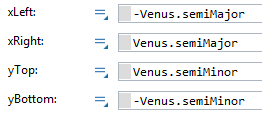 xLeft: -Venus.semiMajor
xRight: Venus.semiMajor
yTop: Venus.semiMinor
yBottom: -Venus.semiMinor